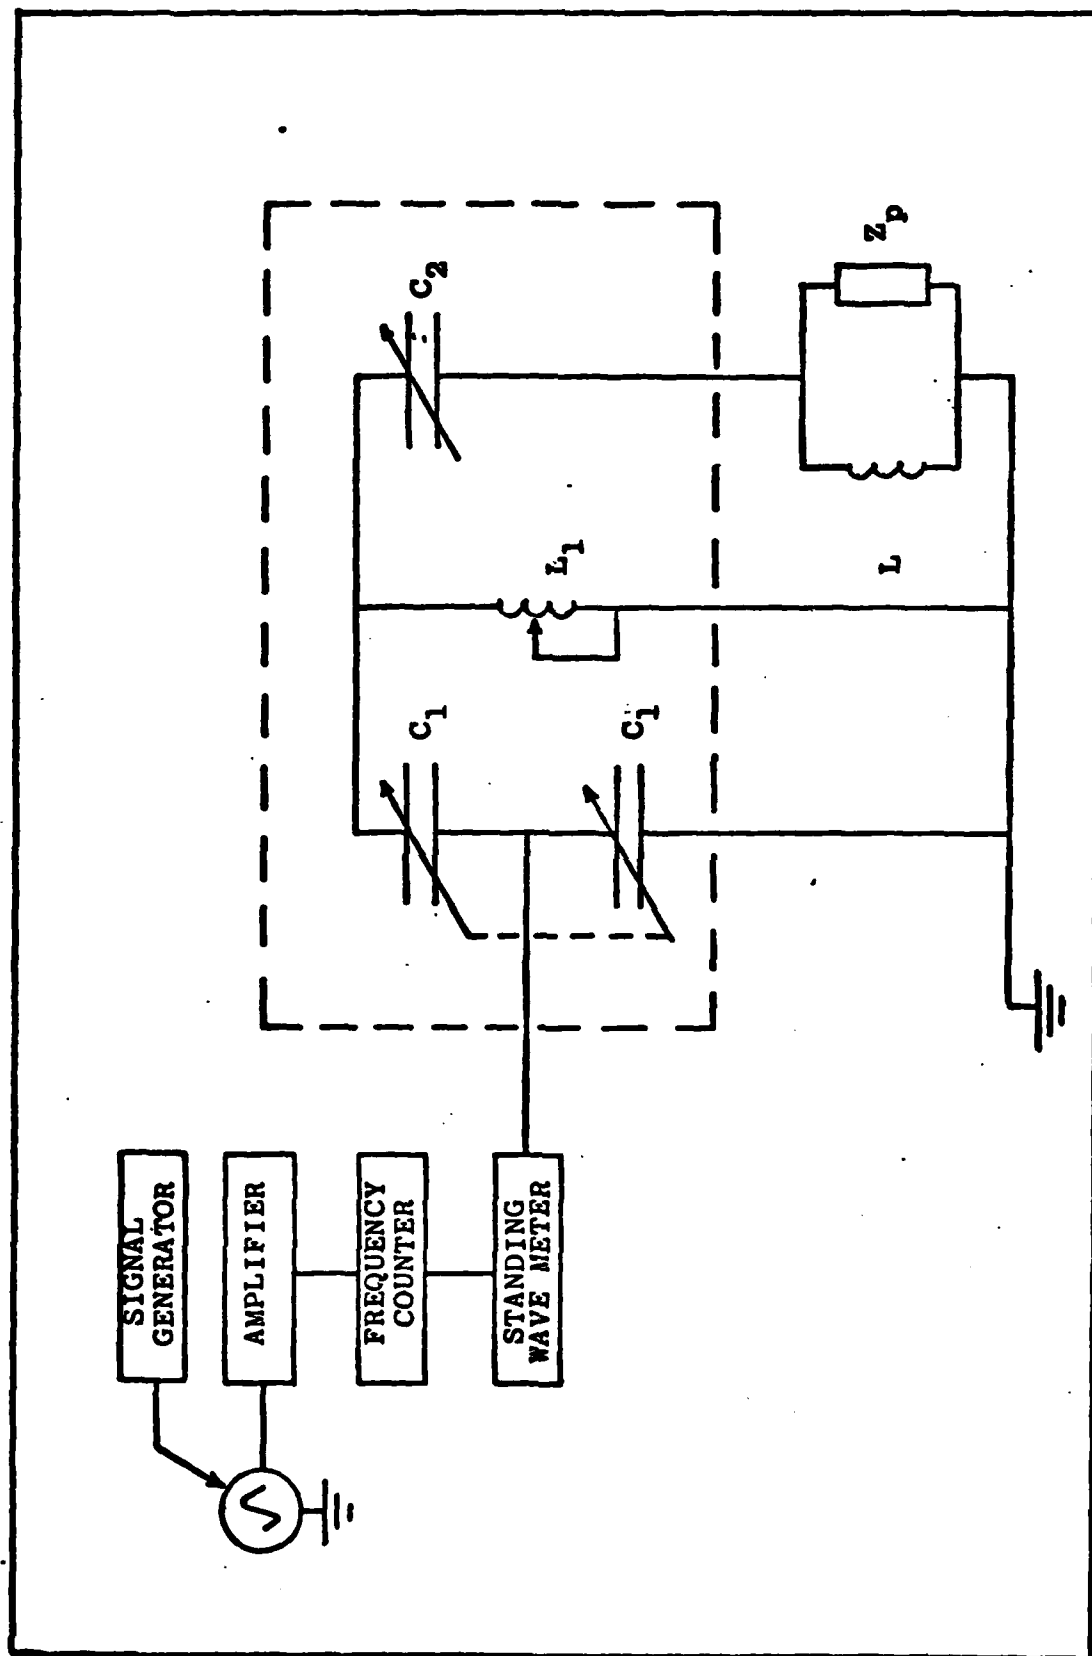 SIGNAL
GENERATOR
AMPLIFIER
FREQUENCY
COUNTER
STANDING
WAVE METER
C1
C1
L1
C2
L
Zp